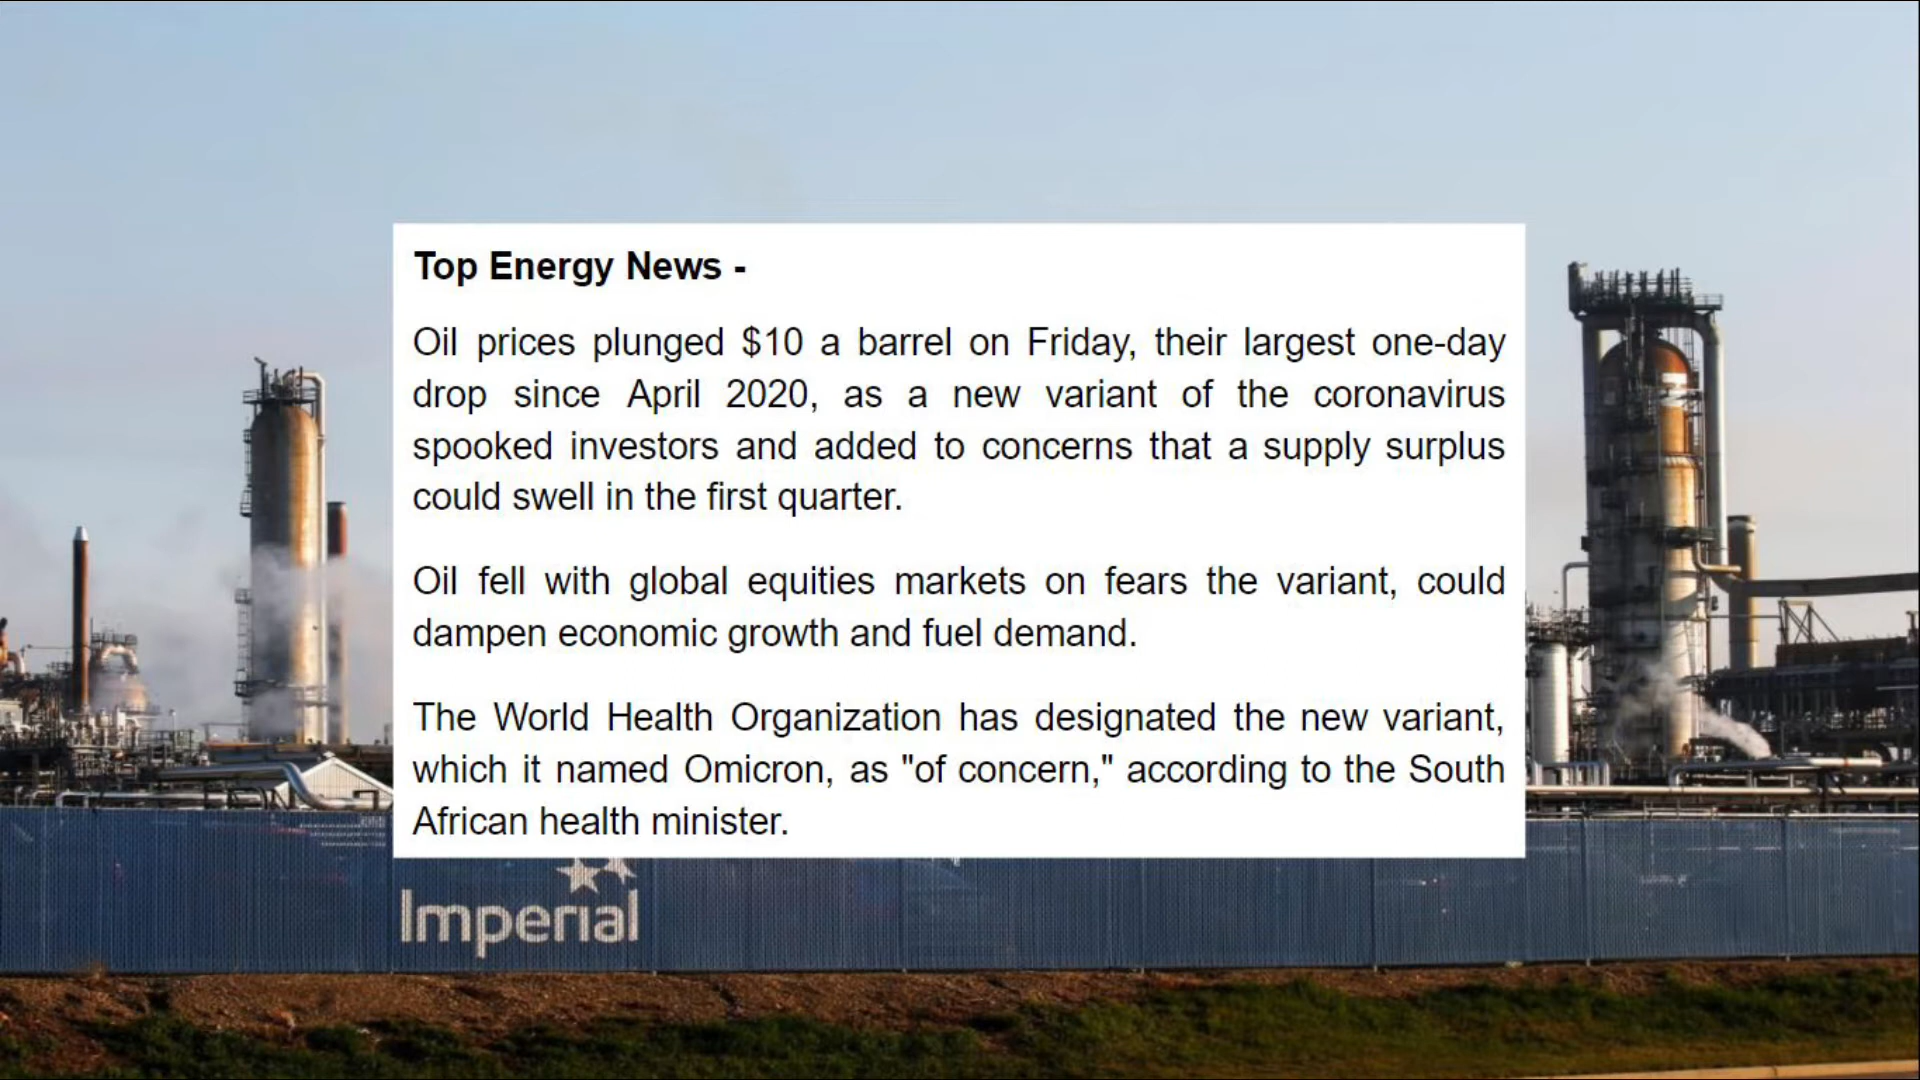 Top Energy News -
Oil prices plunged $10 a barrel on Friday, their largest one-day
drop since April 2020, as a new variant of the coronavirus
spooked investors and added to concerns that a supply surplus
could swell in the first quarter.
Oil fell with global equities markets on fears the variant, could
dampen economic growth and fuel demand.
The World Health Organization has designated the new variant,
which it named Omicron, as "of concern," according to the South
African health minister.
Imperial